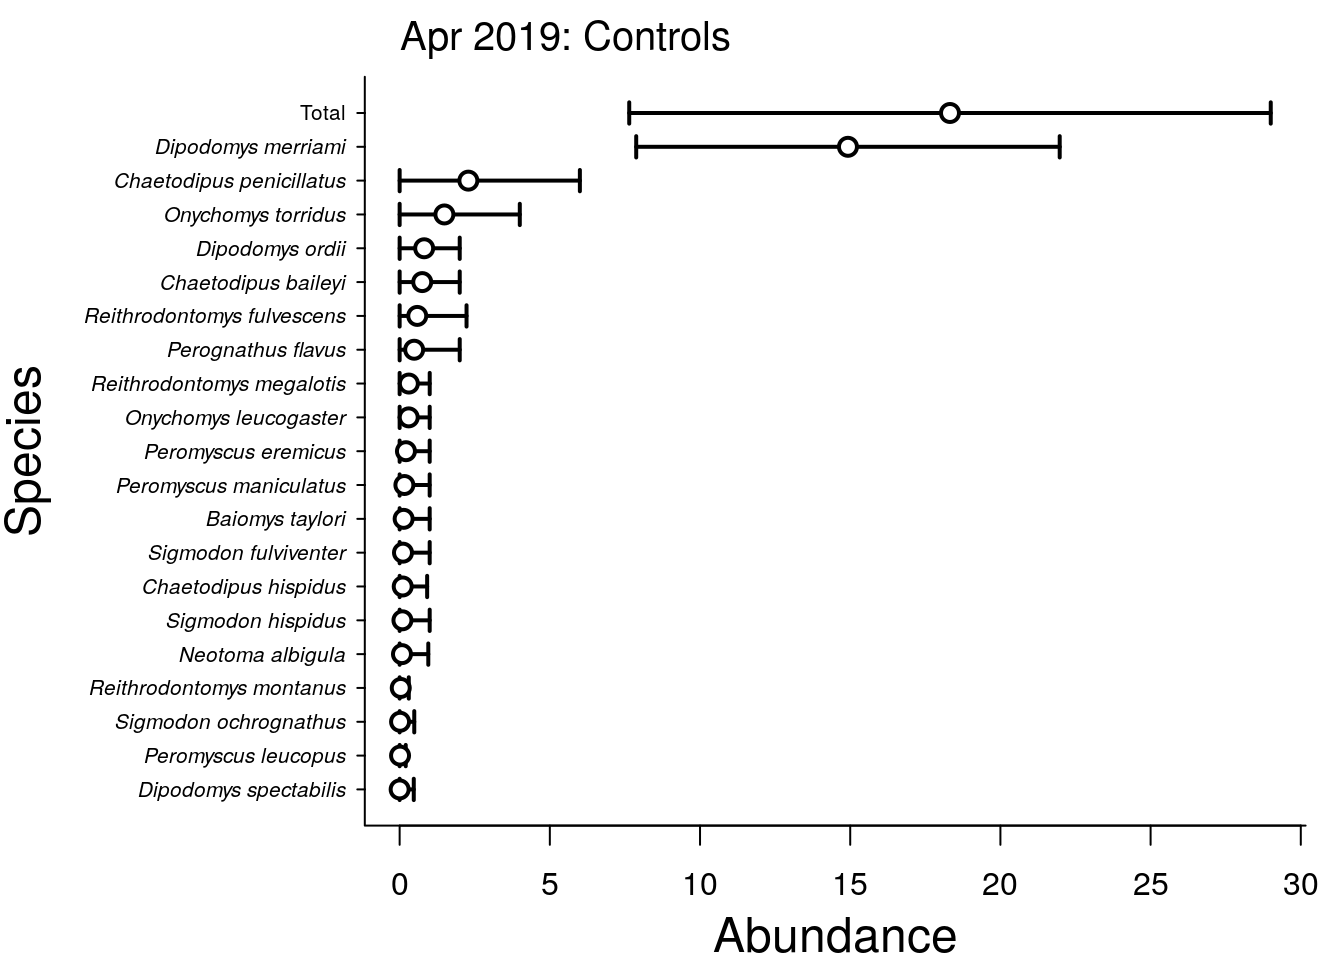 Apr 2019: Controls
Total
Dipodomys merriami
Chaetodipus penicillatus
Onychomys torridus
Dipodomys ordii
Chaetodipus baileyi
Reithrodontomys fulvescens
Perognathus flavus
Reithrodontomys megalotis
Onychomys leucogaster
Peromyscus eremicus
Peromyscus maniculatus
Baiomys taylori
Sigmodon fulviventer
Chaetodipus hispidus
Sigmodon hispidus
Neotoma albigula
Reithrodontomys montanus
Sigmodon ochrognathus
Peromyscus leucopus
Dipodomys spectabilis
Species
0 5 10 15 20 25 30
Abundance